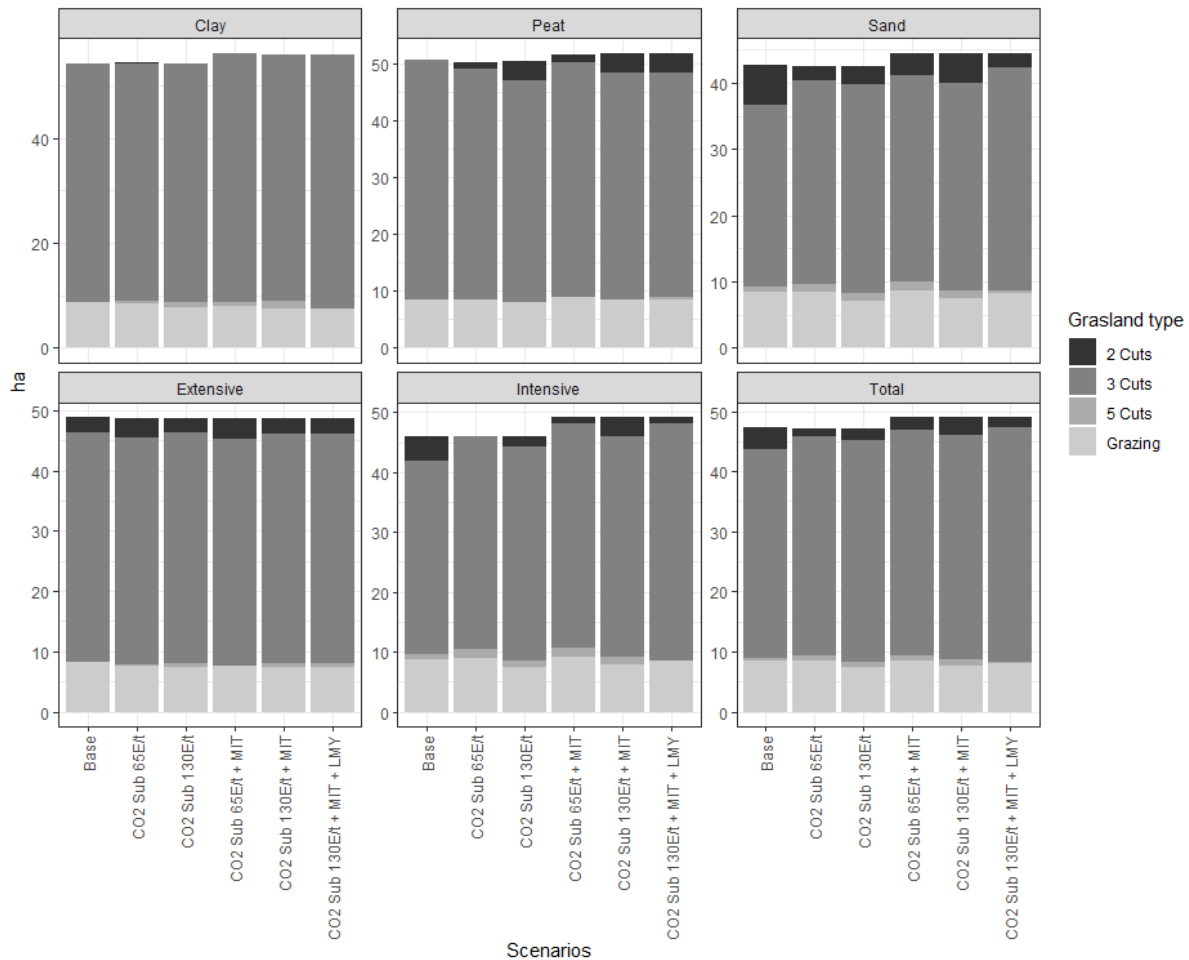 Clay
Peat
Sand
0
20
40
0
10
20
30
40
50
0
10
20
30
40
ha
Extensive
Intensive
Total
0
10
20
30
40
50
0
10
20
30
40
50
0
10
20
30
40
50
Base
CO2 Sub 65E/t
CO2 Sub 130E/t
CO2 Sub 65E/t + MIT
CO2 Sub 130E/t + MIT
CO2 Sub 130E/t + MIT + LMY
Base
CO2 Sub 65E/t
CO2 Sub 130E/t
CO2 Sub 65E/t + MIT
CO2 Sub 130E/t + MIT
CO2 Sub 130E/t + MIT + LMY
Base
CO2 Sub 65E/t
CO2 Sub 130E/t
CO2 Sub 65E/t + MIT
CO2 Sub 130E/t + MIT
CO2 Sub 130E/t + MIT + LMY
Scenarios
Grasland type
2 Cuts
3 Cuts
5 Cuts
Grazing